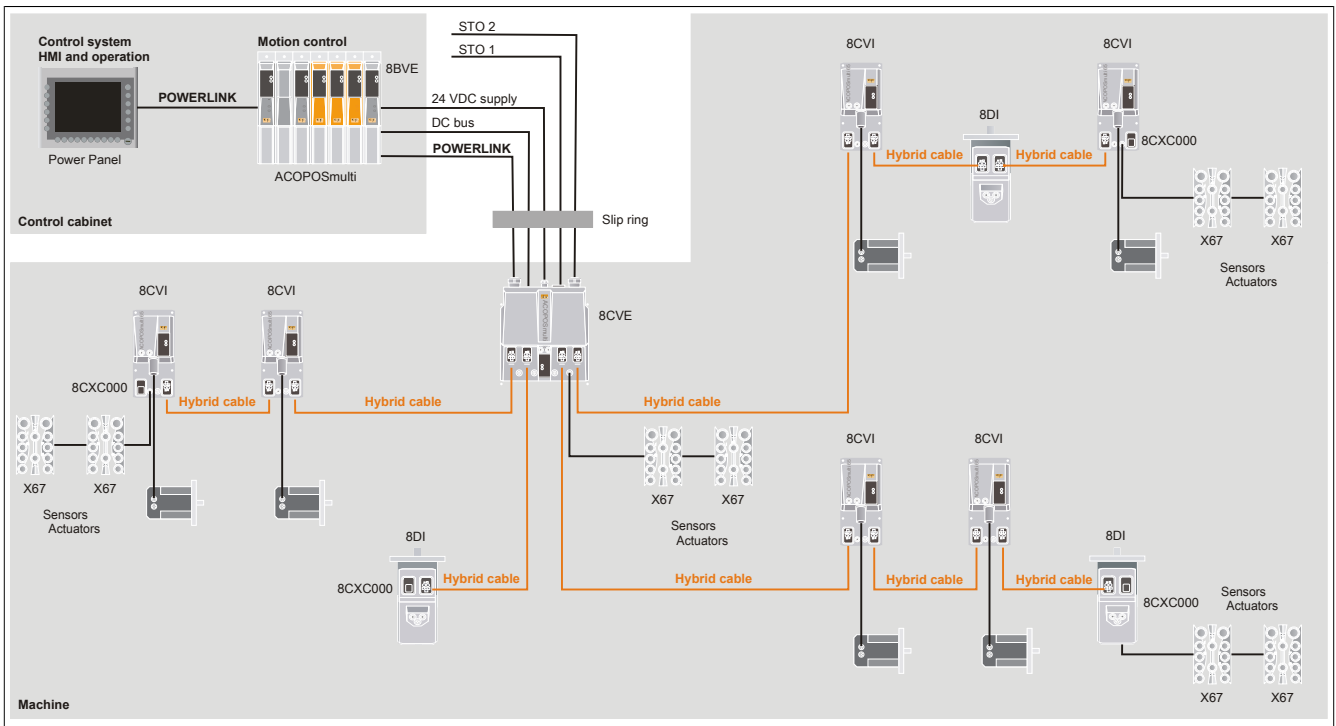 Control system
HMI and operation
Power Panel
POWERLINK
Motion control
8BVE
ACOPOSmulti
Control cabinet
STO 2
STO 1
24 VDC supply
DC bus
POWERLINK
Slip ring
8CVE
ACOPOSmulti
8CVI
8DI
8CVI
8CXC000
Hybrid cable
Hybrid cable
X67
X67
Sensors
Actuators
8CVI
8CVI
8CXC000
Hybrid cable
Hybrid cable
Hybrid cable
X67
X67
Sensors
Actuators
X67
X67
Sensors
Actuators
8CVI
8CVI
8DI
8CXC000
Hybrid cable
8DI
8CXC000
Hybrid cable
Hybrid cable
Hybrid cable
Sensors
Actuators
X67
X67
Machine